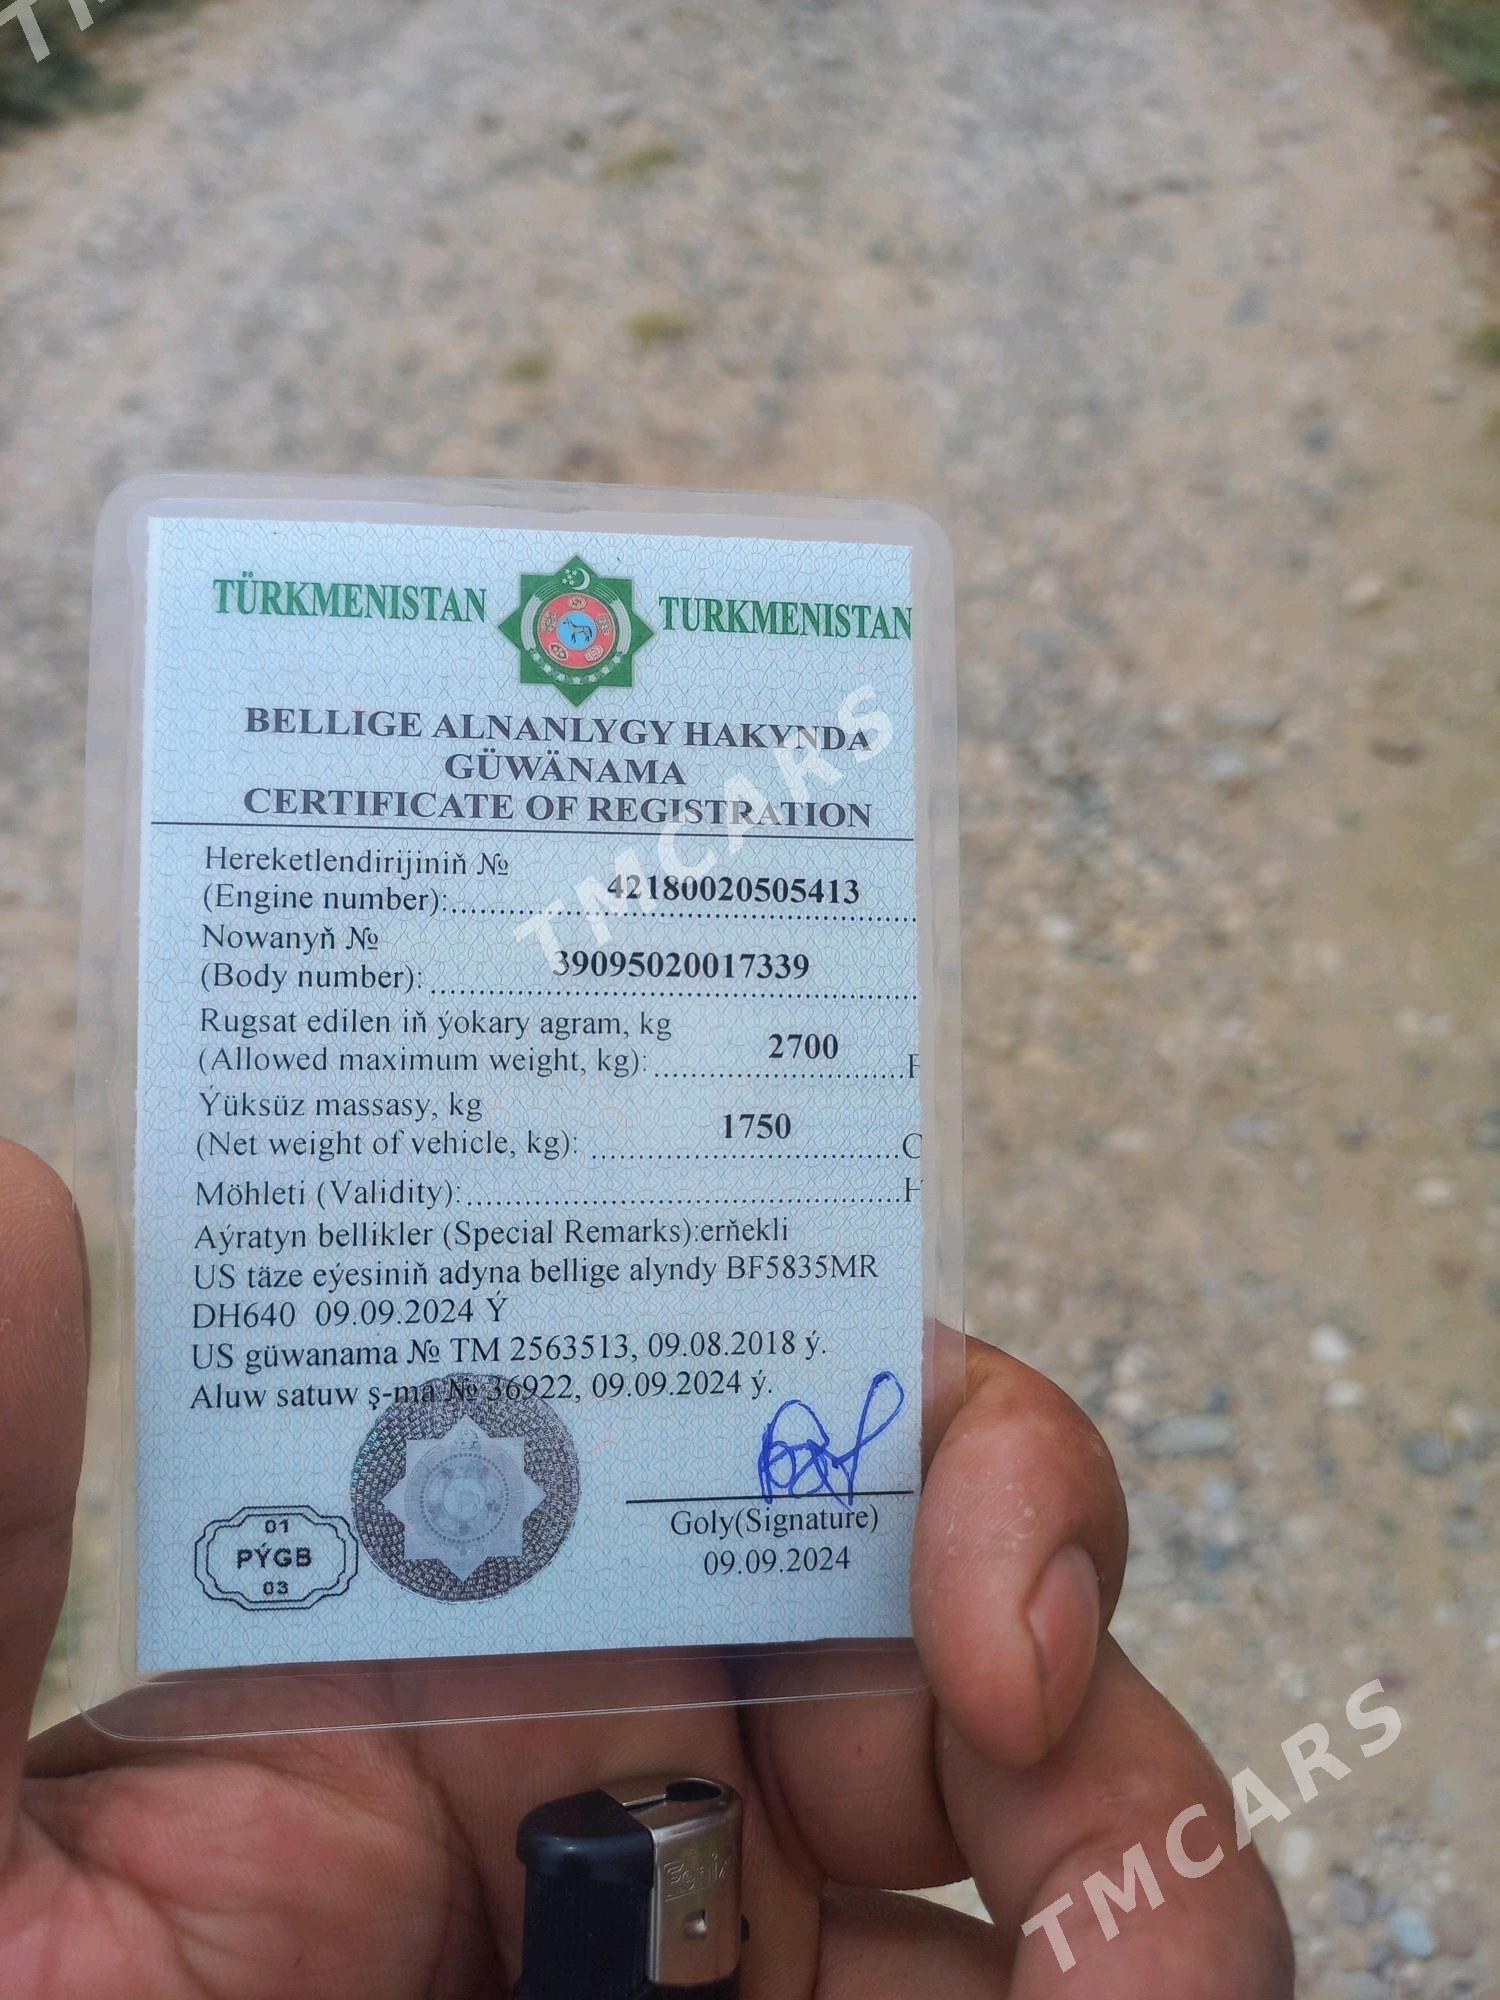 TÜRKMENISTAN TURKMENISTAN
BELLIGE ALNANLYGY HAKYNDA
GÜWÄNAMA
CERTIFICATE OF REGISTRATION
Hereketlendirijiniň №
(Engine number):42180020505413
Nowanyň №
(Body number): 39095020017339
Rugsat edilen iň ýokary agram, kg
(Allowed maximum weight, kg): 2700
Ýüksüz massasy, kg
(Net weight of vehicle, kg): 1750
Möhleti (Validity):
Aýratyn bellikler (Special Remarks):erňekli
US täze eýesiniň adyna bellige alyndy BF5835MR
DH640 09.09.2024 Ý
US güwanama № TM 2563513, 09.08.2018 ý.
Aluw satuw ş-ma № 36922, 09.09.2024 ý.
Goly(Signature)
09.09.2024
01
PÝGB
03
TMCARS
TMCARS